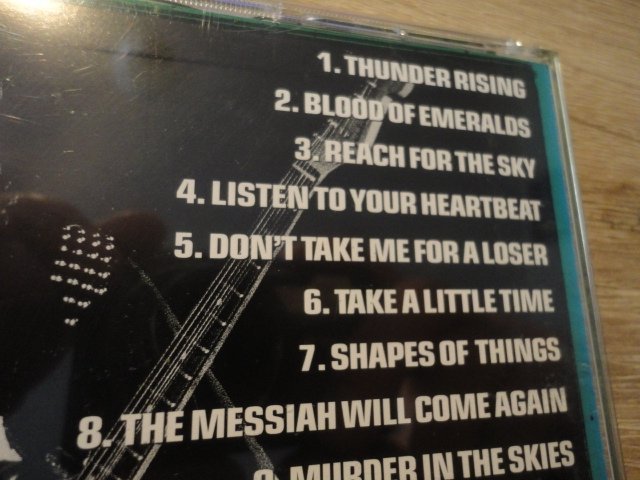 1. THUNDER RISING
2. BLOOD OF EMERALDS
3. REACH FOR THE SKY
4. LISTEN TO YOUR HEARTBEAT
5. DON'T TAKE ME FOR A LOSER
6. TAKE A LITTLE TIME
7. SHAPES OF THINGS
8. THE MESSIAH WILL COME AGAIN
9. MURDER IN THE SKIES